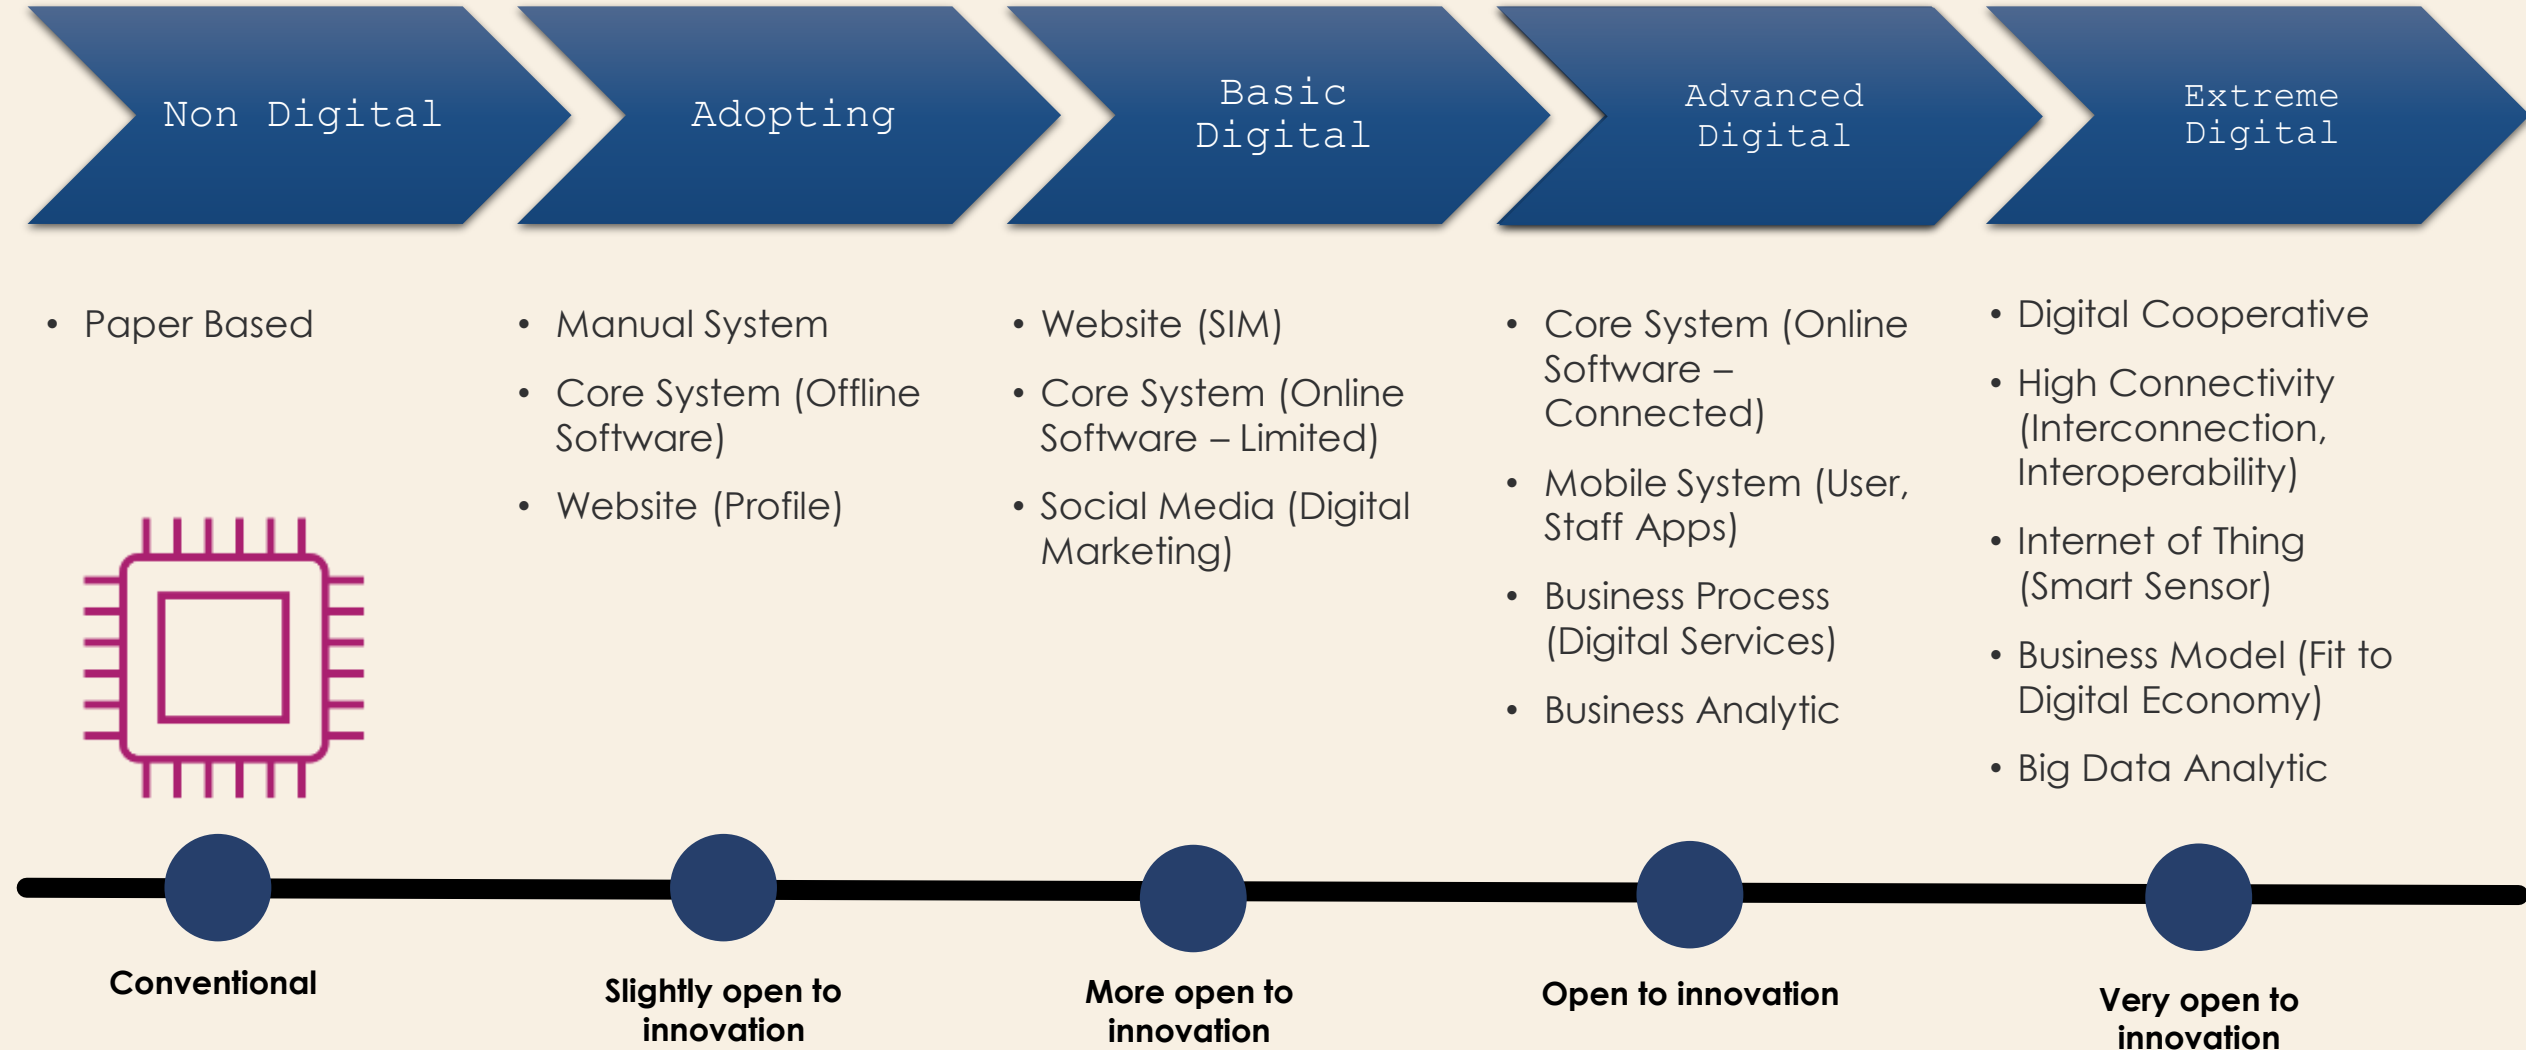 Non Digital
Adopting
Basic
Digital
Advanced
Digital
Extreme
Digital
• Paper Based
• Manual System
• Core System (Offline
Software)
• Website (Profile)
• Website (SIM)
• Core System (Online
Software – Limited)
• Social Media (Digital
Marketing)
• Core System (Online
Software –
Connected)
• Mobile System (User,
Staff Apps)
• Business Process
(Digital Services)
• Business Analytic
• Digital Cooperative
• High Connectivity
(Interconnection,
Interoperability)
• Internet of Thing
(Smart Sensor)
• Business Model (Fit to
Digital Economy)
• Big Data Analytic
Conventional
Slightly open to
innovation
More open to
innovation
Open to innovation
Very open to
innovation